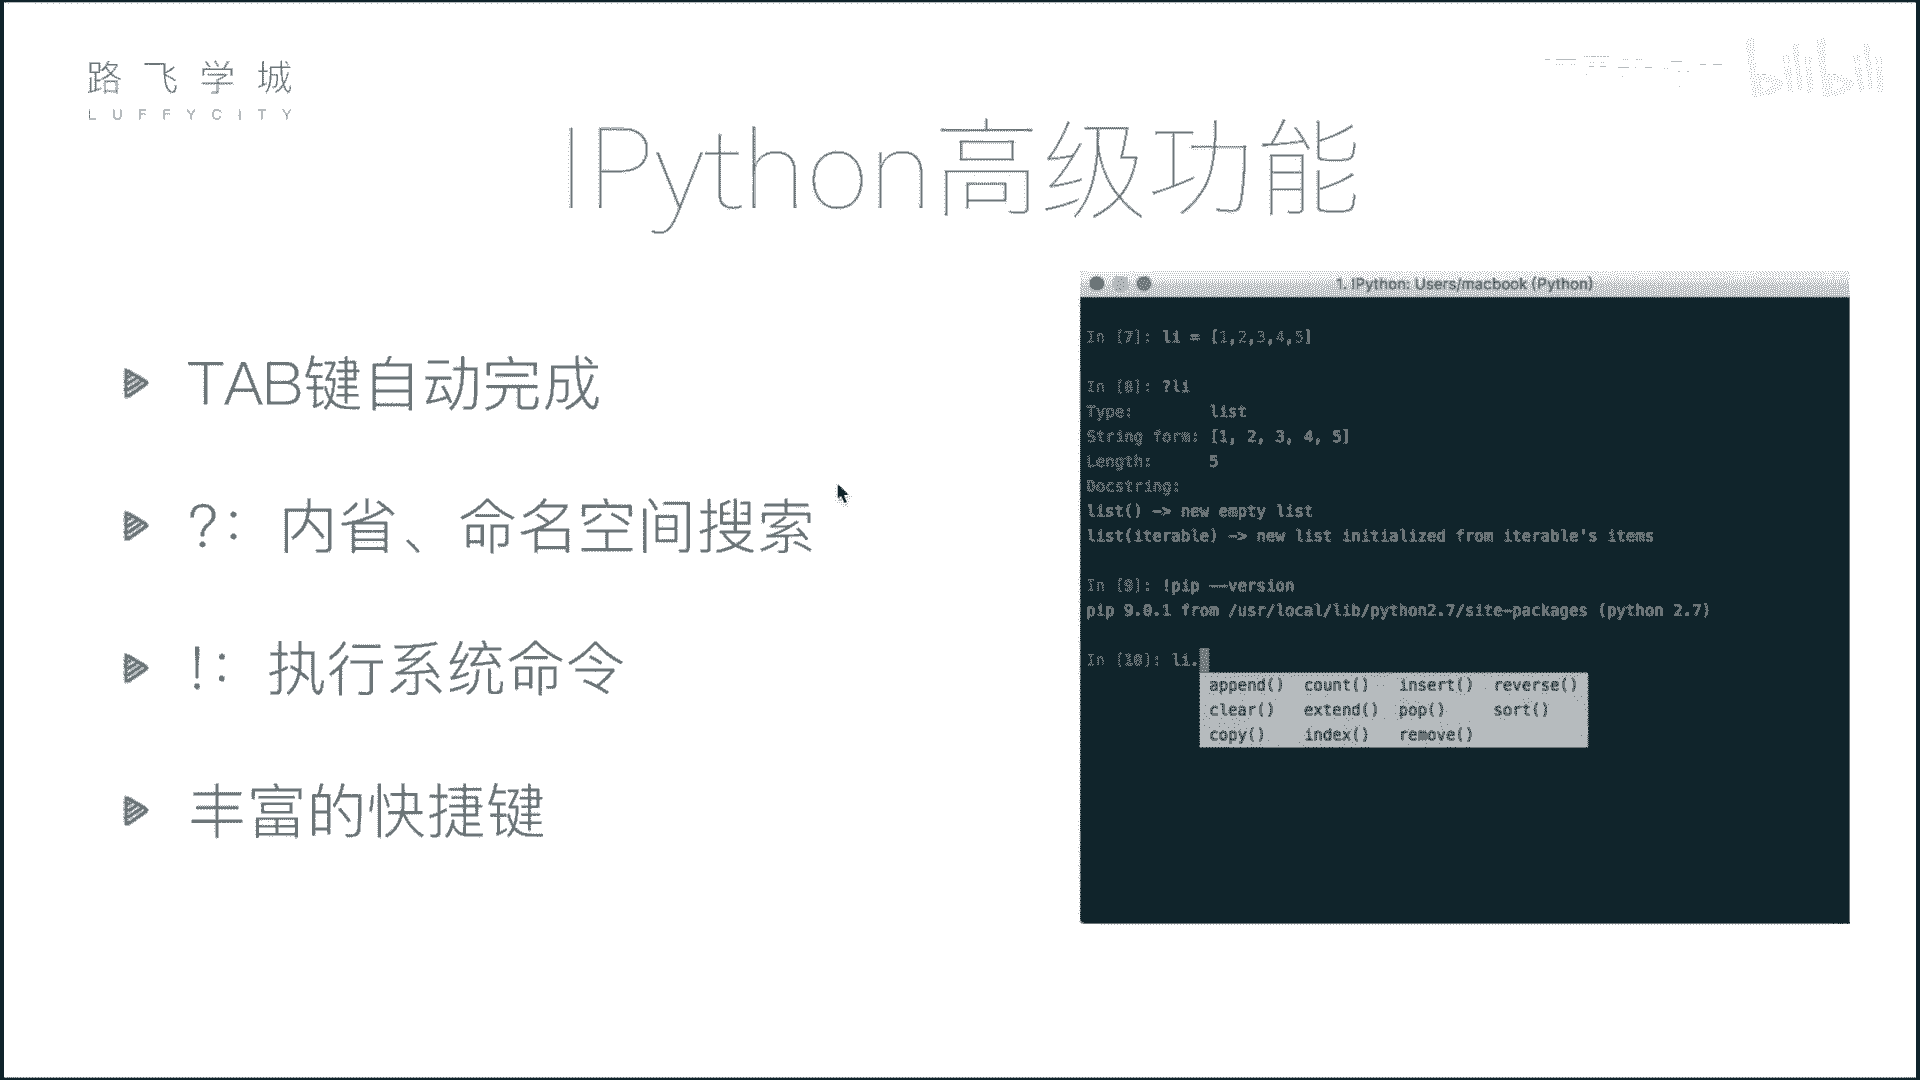 路飞学城
LUFFYCITY
bilibili
IPython高级功能
TAB键自动完成
?：内省、命名空间搜索
!：执行系统命令
丰富的快捷键
1. IPython: Users/macbook (Python)
In [7]: li = [1,2,3,4,5]
In [8]: ?li
Type: list
String form: [1, 2, 3, 4, 5]
Length: 5
Docstring:
list() -> new empty list
list(iterable) -> new list initialized from iterable's items
In [9]: !pip --version
pip 9.0.1 from /usr/local/lib/python2.7/site-packages (python 2.7)
In [10]: li.
append() count() insert() reverse()
clear() extend() pop() sort()
copy() index() remove()